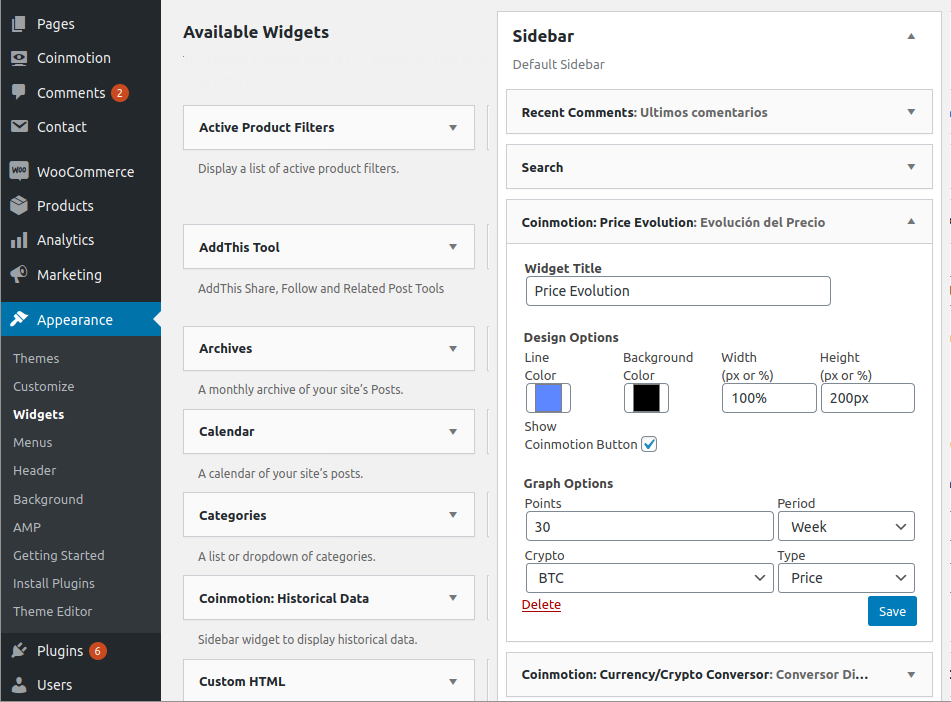 Pages
Coinmotion
Comments 2
Contact
WOO WooCommerce
Products
Analytics
Marketing
Appearance
Themes
Customize
Widgets
Menus
Header
Background
AMP
Getting Started
Install Plugins
Theme Editor
Plugins 6
Users
Available Widgets
Active Product Filters
Display a list of active product filters.
AddThis Tool
AddThis Share, Follow and Related Post Tools
Archives
A monthly archive of your site's Posts.
Calendar
A calendar of your site's posts.
Categories
A list or dropdown of categories.
Coinmotion: Historical Data
Sidebar widget to display historical data.
Custom HTML
Sidebar
Default Sidebar
Recent Comments: Ultimos comentarios
Search
Coinmotion: Price Evolution: Evolución del Precio
Widget Title
Price Evolution
Design Options
Line Color
Background Color
Width (px or %)
Height (px or %)
100%
200px
Show
Coinmotion Button
Graph Options
Points
Period
30
Week
Crypto
Type
BTC
Price
Delete
Save
Coinmotion: Currency/Crypto Conversor: Conversor Di...